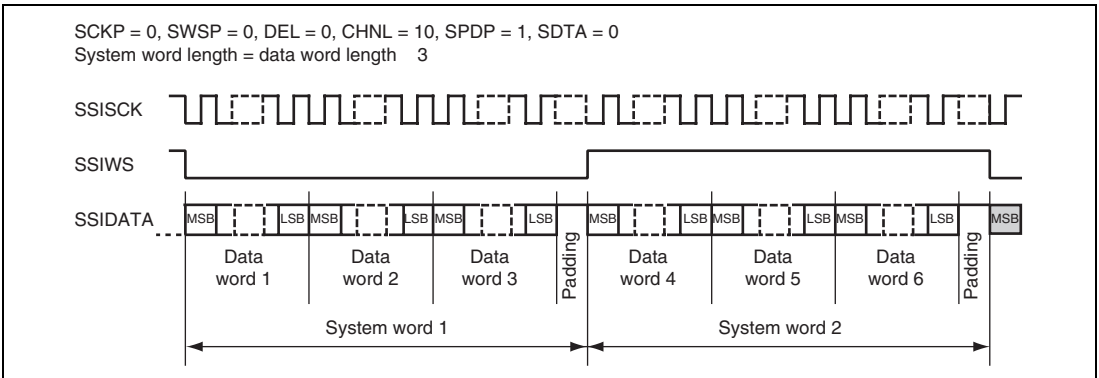 SCKP = 0, SWSP = 0, DEL = 0, CHNL = 10, SPDP = 1, SDTA = 0
System word length = data word length 3
SSISCK
SSIWS
SSIDATA
MSB LSB MSB LSB MSB LSB MSB LSB MSB LSB MSB LSB MSB
Data word 1
Data word 2
Data word 3
Padding
Data word 4
Data word 5
Data word 6
Padding
System word 1
System word 2